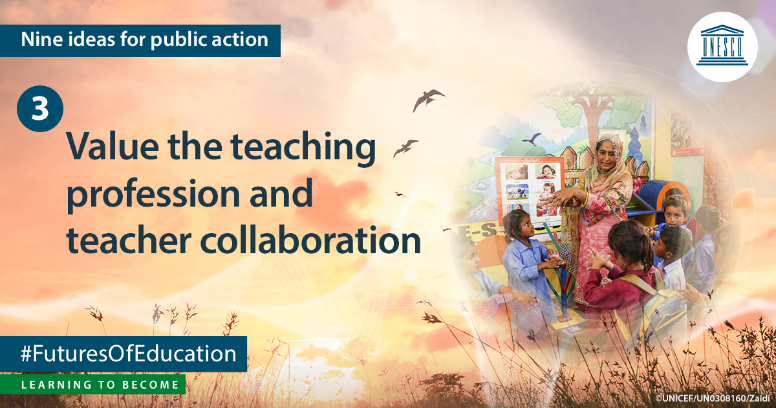 Nine ideas for public action
UNESCO
3
Value the teaching
profession and
teacher collaboration
#FuturesOfEducation
LEARNING TO BECOME
©UNICEF/UN0308160/Zaidi